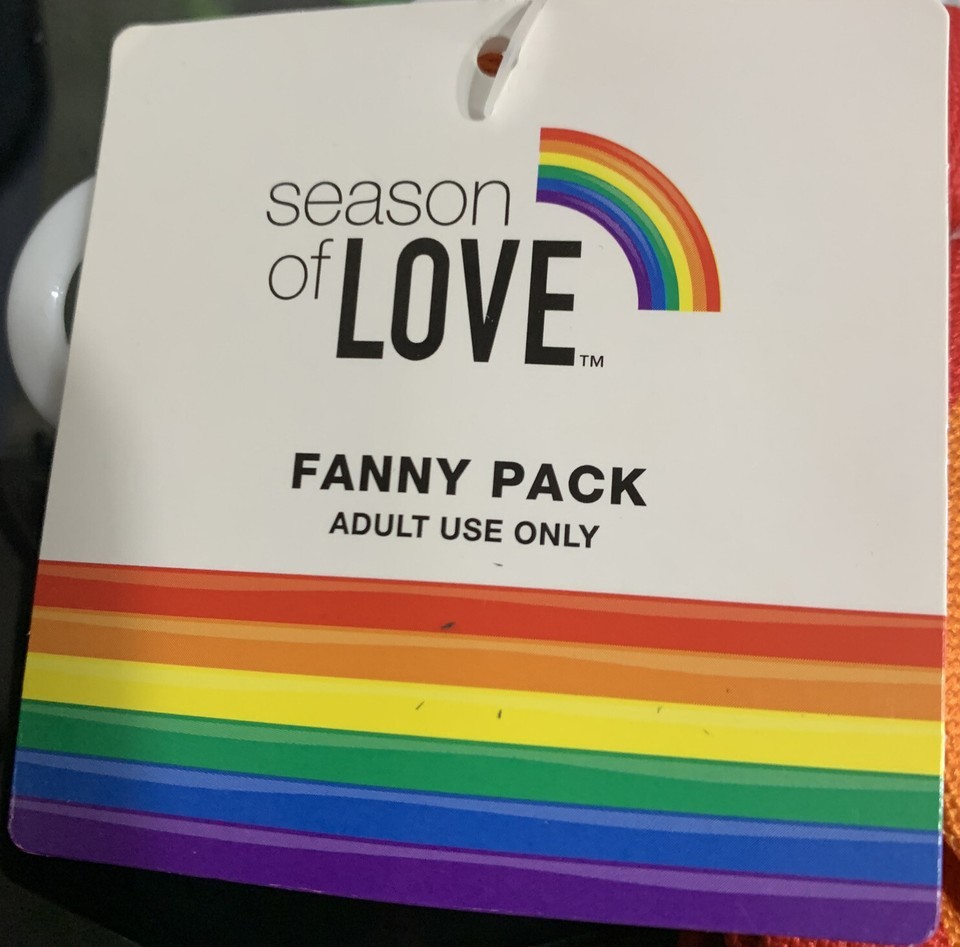 season
of LOVE™
FANNY PACK
ADULT USE ONLY